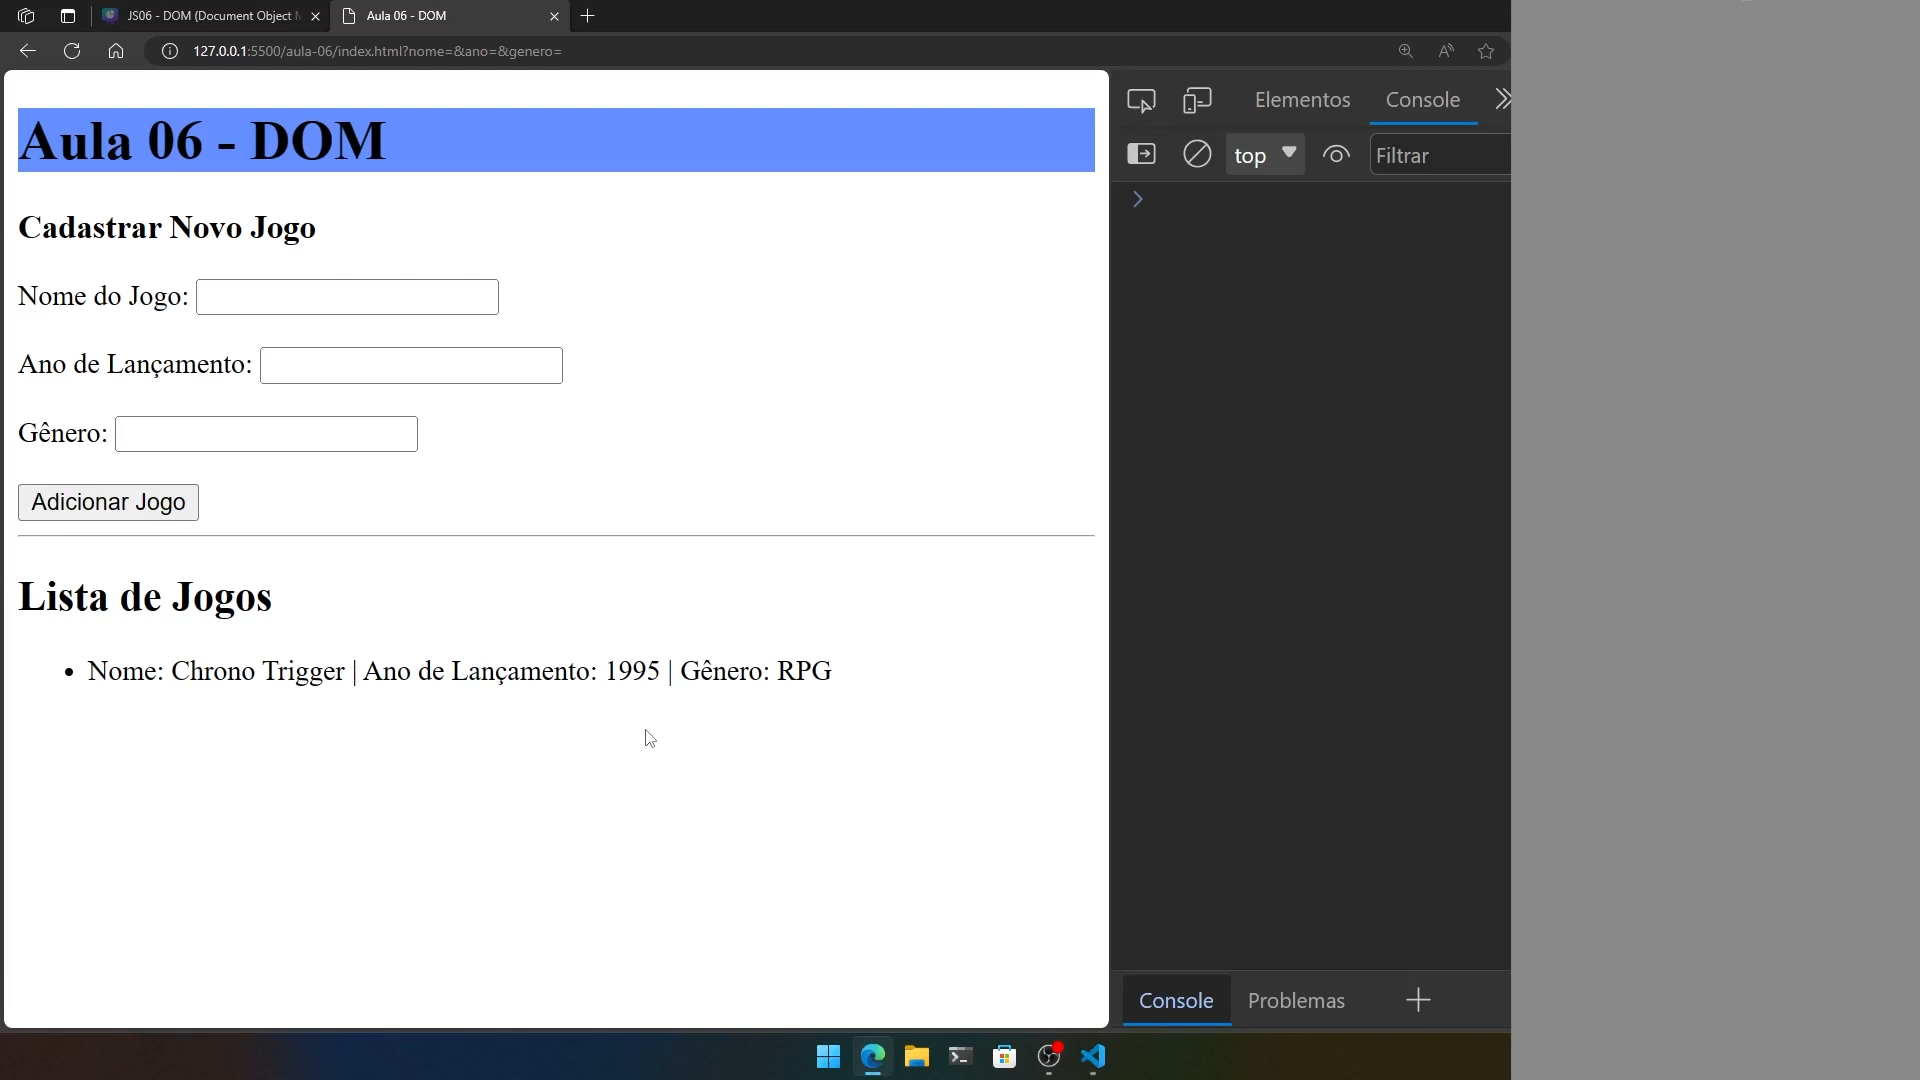 JS06 - DOM (Document Object
Aula 06 - DOM
127.0.0.1:5500/aula-06/index.html?nome=&ano=&genero=
Aula 06 - DOM
Cadastrar Novo Jogo
Nome do Jogo:
Ano de Lançamento:
Gênero:
Adicionar Jogo
Lista de Jogos
• Nome: Chrono Trigger | Ano de Lançamento: 1995 | Gênero: RPG
Elementos
Console
top
Filtrar
Console
Problemas